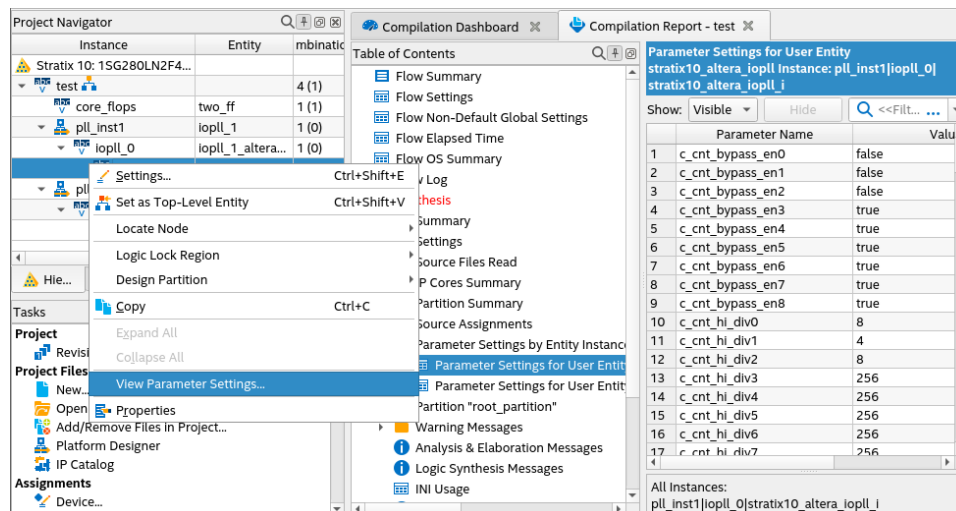 Project Navigator
Instance Entity mbinatic
Stratix 10: 1SG280LN2F4...
test 4 (1)
core_flops two_ff 1 (1)
pll_inst1 iopll_1 1 (0)
iopll_0 iopll_1_altera... 1 (0)
pl
Hie...
Tasks
Project
Revisi
Project Files
New...
Open
Add/Remove Files in Project...
Platform Designer
IP Catalog
Assignments
Device...
Settings... Ctrl+Shift+E
Set as Top-Level Entity Ctrl+Shift+V
Locate Node
Logic Lock Region
Design Partition
Copy Ctrl+C
Expand All
Collapse All
View Parameter Settings...
Properties
Compilation Dashboard
Compilation Report - test
Table of Contents
Flow Summary
Flow Settings
Flow Non-Default Global Settings
Flow Elapsed Time
Flow OS Summary
v Log
thesis
Summary
Settings
Source Files Read
P Cores Summary
Partition Summary
Source Assignments
Parameter Settings by Entity Instance
Parameter Settings for User Entit
Parameter Settings for User Entit
Partition "root_partition"
Warning Messages
Analysis & Elaboration Messages
Logic Synthesis Messages
INI Usage
Parameter Settings for User Entity
stratix10_altera_iopll Instance: pll_inst1|iopll_0|
stratix10_altera_iopll_i
Show: Visible Hide <<Filt... ...
Parameter Name Valu
1 c_cnt_bypass_en0 false
2 c_cnt_bypass_en1 false
3 c_cnt_bypass_en2 false
4 c_cnt_bypass_en3 true
5 c_cnt_bypass_en4 true
6 c_cnt_bypass_en5 true
7 c_cnt_bypass_en6 true
8 c_cnt_bypass_en7 true
9 c_cnt_bypass_en8 true
10 c_cnt_hi_div0 8
11 c_cnt_hi_div1 4
12 c_cnt_hi_div2 8
13 c_cnt_hi_div3 256
14 c_cnt_hi_div4 256
15 c_cnt_hi_div5 256
16 c_cnt_hi_div6 256
17 c_cnt_hi_div7 256
All Instances:
pll_inst1|iopll_0|stratix10_altera_iopll_i